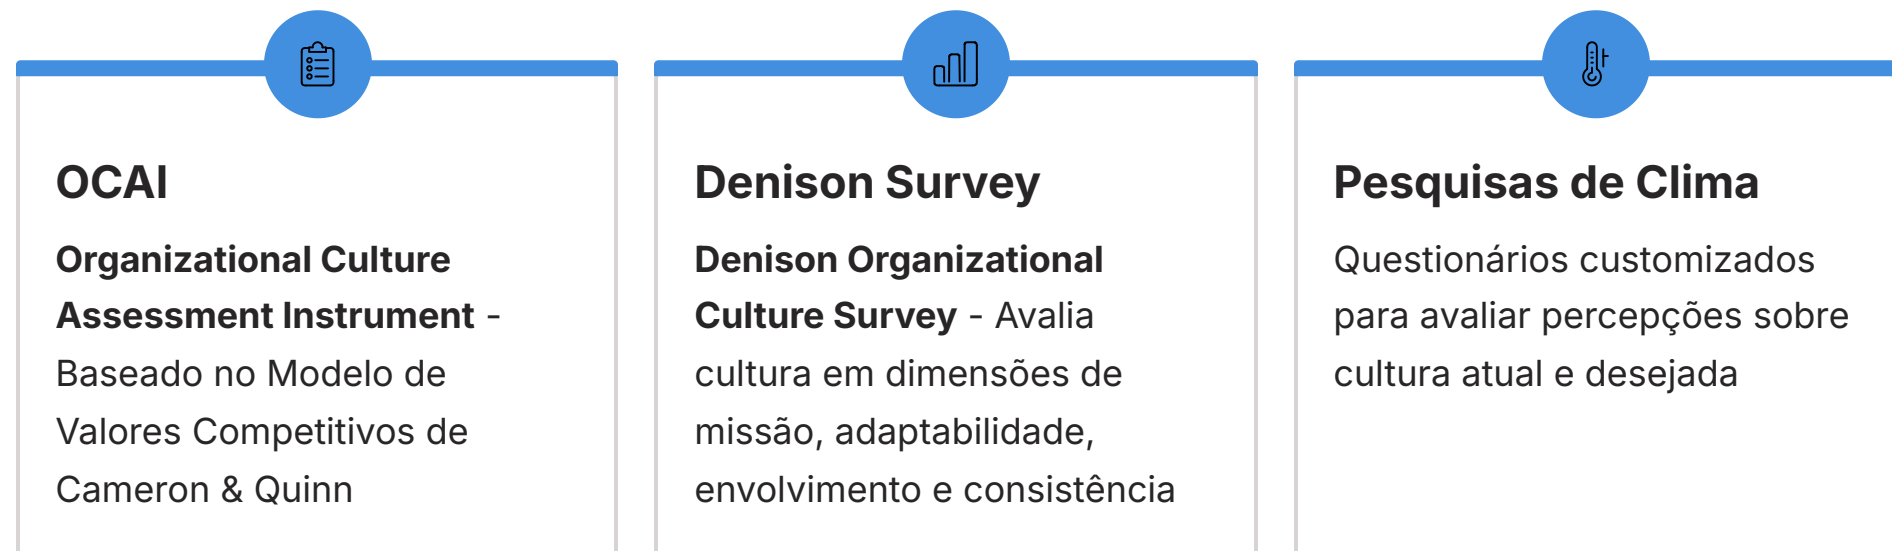 OCAI
Organizational Culture
Assessment Instrument -
Baseado no Modelo de
Valores Competitivos de
Cameron & Quinn
Denison Survey
Denison Organizational
Culture Survey - Avalia
cultura em dimensões de
missão, adaptabilidade,
envolvimento e consistência
Pesquisas de Clima
Questionários customizados
para avaliar percepções sobre
cultura atual e desejada